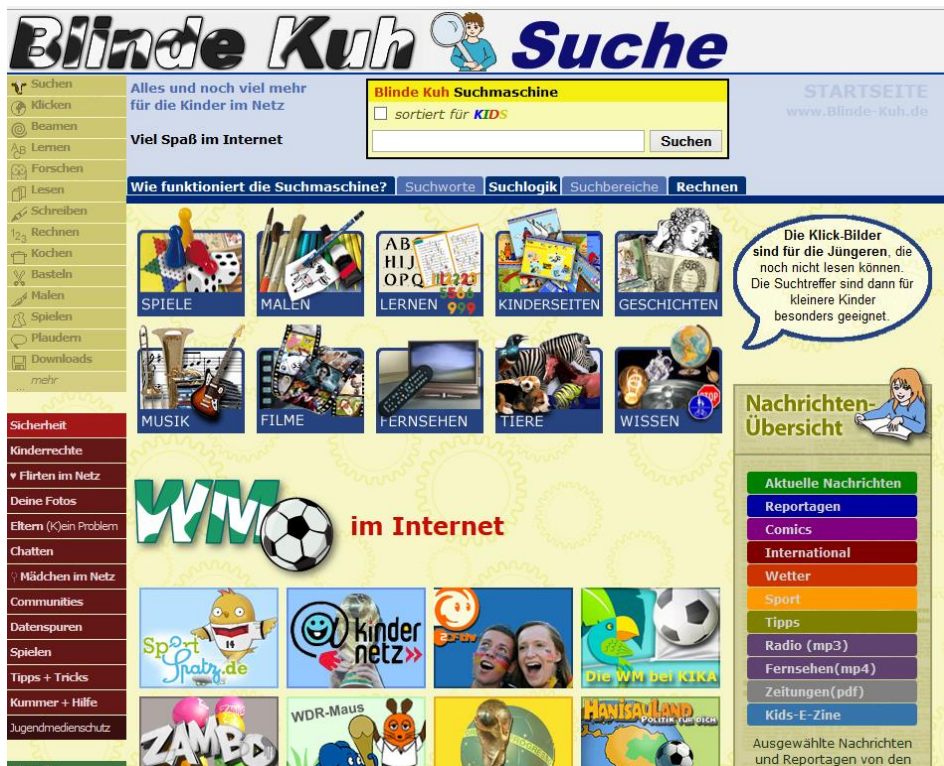 Blinde Kuh Suche
Suchen
Klicken
Beamen
Lernen
Forschen
Lesen
Schreiben
Rechnen
Kochen
Basteln
Malen
Spielen
Plaudern
Downloads
mehr
...
Alles und noch viel mehr
für die Kinder im Netz
Viel Spaß im Internet
Blinde Kuh Suchmaschine
sortiert für KIDS
Suchen
STARTSEITE
www.Blinde-Kuh.de
Wie funktioniert die Suchmaschine? Suchworte Suchlogik Suchbereiche Rechnen
SPIELE
MALEN
LERNEN
KINDERSEITEN
GESCHICHTEN
MUSIK
FILME
FERNSEHEN
TIERE
WISSEN
Die Klick-Bilder
sind für die Jüngeren, die
noch nicht lesen können.
Die Suchtreffer sind dann für
kleinere Kinder
besonders geeignet.
Sicherheit
Kinderrechte
♥ Flirten im Netz
Deine Fotos
Eltern (K)ein Problem
Chatten
♀ Mädchen im Netz
Communities
Datenspuren
Spielen
Tipps + Tricks
Kummer + Hilfe
Jugendmedienschutz
WM im Internet
Sportspatz.de
14
kinder
netz»
Die WM bei KIKA
ZAMBO
WDR-Maus
HANISAULAND
POLITIK FÜR DICH
Nachrichten-
Übersicht
Aktuelle Nachrichten
Reportagen
Comics
International
Wetter
Sport
Tipps
Radio (mp3)
Fernsehen(mp4)
Zeitungen(pdf)
Kids-E-Zine
Ausgewählte Nachrichten
und Reportagen von den